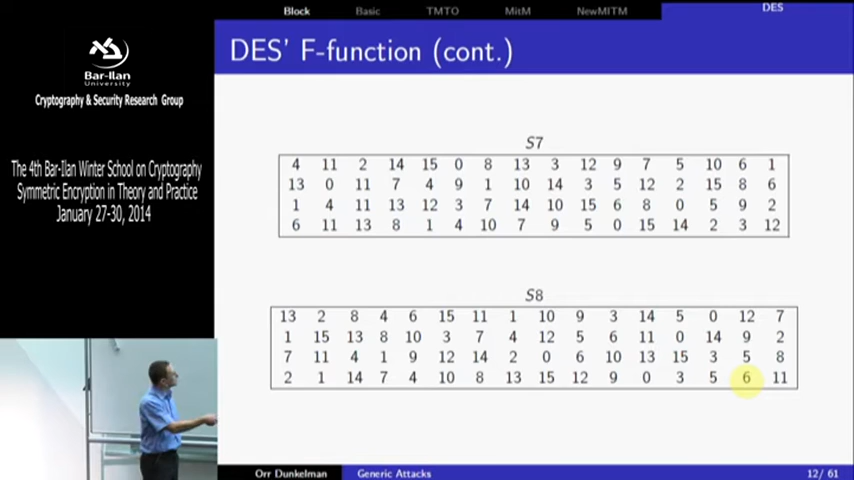 Block Basic TMTO MitM NewMITM DES
DES' F-function (cont.)
Bar-Ilan
University
Cryptography & Security Research Group
The 4th Bar-Ilan Winter School on Cryptography
Symmetric Encryption in Theory and Practice
January 27-30, 2014
S7
4 11 2 14 15 0 8 13 3 12 9 7 5 10 6 1
13 0 11 7 4 9 1 10 14 3 5 12 2 15 8 6
1 4 11 13 12 3 7 14 10 15 6 8 0 5 9 2
6 11 13 8 1 4 10 7 9 5 0 15 14 2 3 12
S8
13 2 8 4 6 15 11 1 10 9 3 14 5 0 12 7
1 15 13 8 10 3 7 4 12 5 6 11 0 14 9 2
7 11 4 1 9 12 14 2 0 6 10 13 15 3 5 8
2 1 14 7 4 10 8 13 15 12 9 0 3 5 6 11
Orr Dunkelman Generic Attacks 12/61